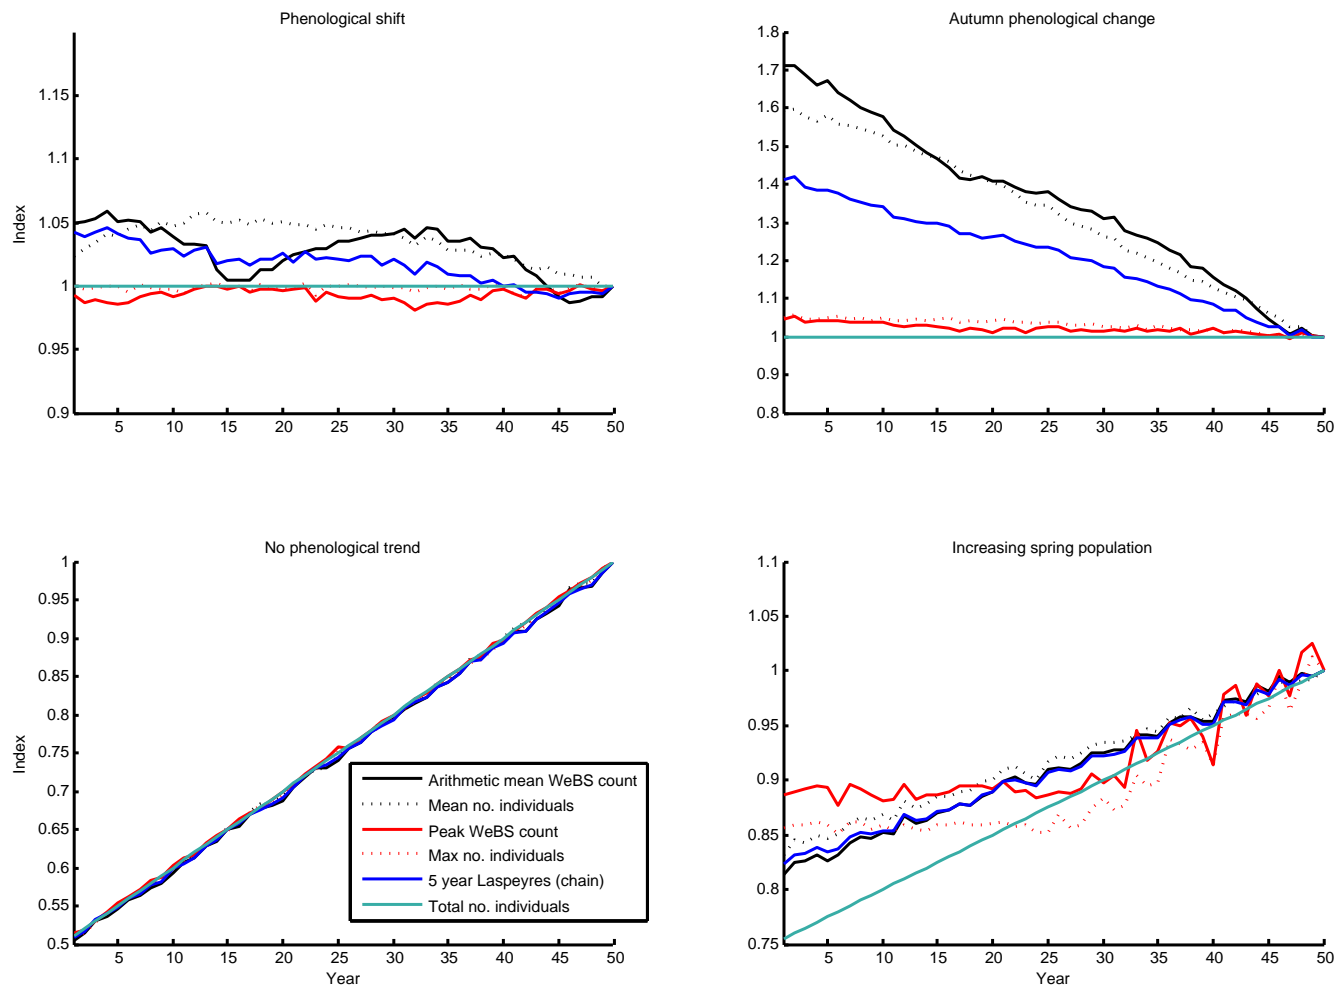 Phenological shift
1.15
1.1
1.05
1
0.95
0.9
Index
5 10 15 20 25 30 35 40 45 50
Autumn phenological change
1.8
1.7
1.6
1.5
1.4
1.3
1.2
1.1
1
0.9
0.8
5 10 15 20 25 30 35 40 45 50
No phenological trend
1
0.95
0.9
0.85
0.8
0.75
0.7
0.65
0.6
0.55
0.5
Index
5 10 15 20 25 30 35 40 45 50
Year
Arithmetic mean WeBS count
Mean no. individuals
Peak WeBS count
Max no. individuals
5 year Laspeyres (chain)
Total no. individuals
Increasing spring population
1.1
1.05
1
0.95
0.9
0.85
0.8
0.75
5 10 15 20 25 30 35 40 45 50
Year